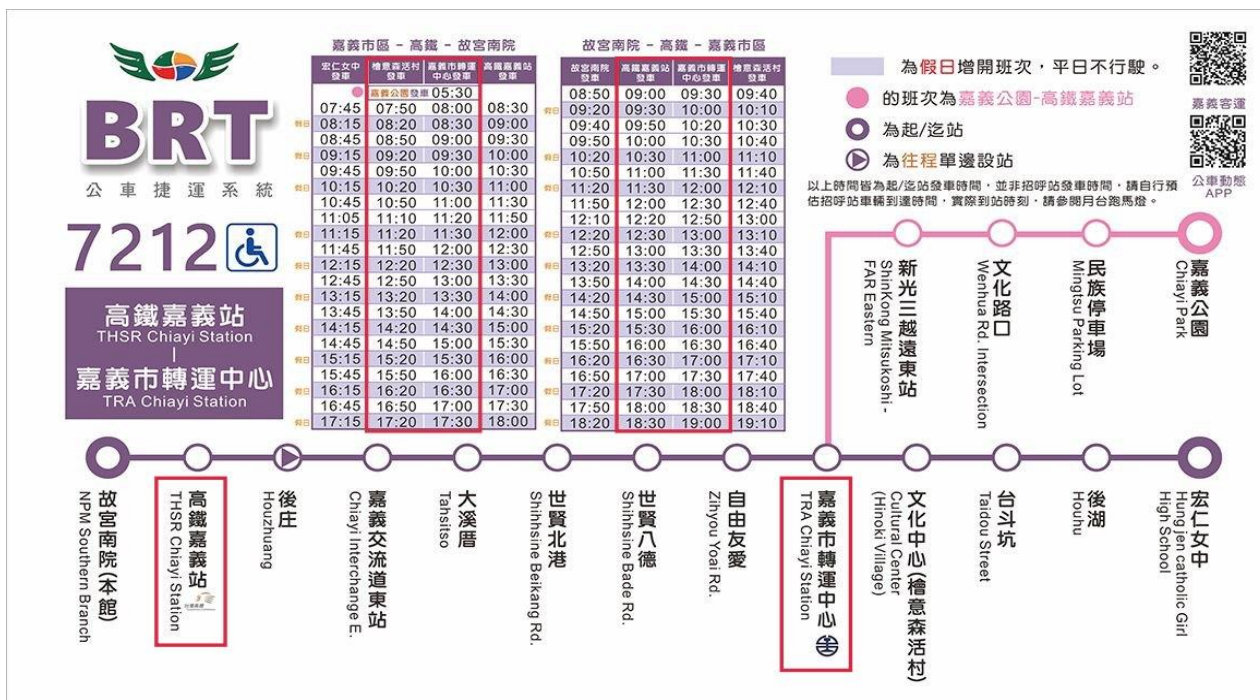 BRT
公車捷運系統
7212
高鐵嘉義站
THSR Chiayi Station
嘉義市轉運中心
TRA Chiayi Station
嘉義市區 - 高鐵 - 故宮南院
宏仁女中發車 檜意森活村發車 嘉義市轉運中心發車 高鐵嘉義站發車
嘉義公園發車 05:30
07:45 07:50 08:00 08:30
假日 08:15 08:20 08:30 09:00
08:45 08:50 09:00 09:30
假日 09:15 09:20 09:30 10:00
09:45 09:50 10:00 10:30
假日 10:15 10:20 10:30 11:00
10:45 10:50 11:00 11:30
11:05 11:10 11:20 11:50
假日 11:15 11:20 11:30 12:00
11:45 11:50 12:00 12:30
假日 12:15 12:20 12:30 13:00
12:45 12:50 13:00 13:30
假日 13:15 13:20 13:30 14:00
13:45 13:50 14:00 14:30
假日 14:15 14:20 14:30 15:00
14:45 14:50 15:00 15:30
假日 15:15 15:20 15:30 16:00
15:45 15:50 16:00 16:30
假日 16:15 16:20 16:30 17:00
16:45 16:50 17:00 17:30
假日 17:15 17:20 17:30 18:00
故宮南院 - 高鐵 - 嘉義市區
故宮南院發車 高鐵嘉義站發車 嘉義市轉運中心發車 檜意森活村發車
08:50 09:00 09:30 09:40
假日 09:20 09:30 10:00 10:10
09:40 09:50 10:20 10:30
09:50 10:00 10:30 10:40
假日 10:20 10:30 11:00 11:10
10:50 11:00 11:30 11:40
假日 11:20 11:30 12:00 12:10
11:50 12:00 12:30 12:40
12:10 12:20 12:50 13:00
假日 12:20 12:30 13:00 13:10
12:50 13:00 13:30 13:40
假日 13:20 13:30 14:00 14:10
13:50 14:00 14:30 14:40
假日 14:20 14:30 15:00 15:10
14:50 15:00 15:30 15:40
假日 15:20 15:30 16:00 16:10
15:50 16:00 16:30 16:40
假日 16:20 16:30 17:00 17:10
16:50 17:00 17:30 17:40
假日 17:20 17:30 18:00 18:10
17:50 18:00 18:30 18:40
假日 18:20 18:30 19:00 19:10
為假日增開班次，平日不行駛。
的班次為嘉義公園-高鐵嘉義站
為起/迄站
為往程單邊設站
以上時間皆為起/迄站發車時間，並非招呼站發車時間，請自行預
估招呼站車輛到達時間，實際到站時刻，請參閱月台跑馬燈。
嘉義客運
公車動態
APP
新光三越遠東站
ShinKong Mitsukoshi -
FAR Eastern
文化路口
Wenhua Rd. Intersection
民族停車場
Mingtsu Parking Lot
嘉義公園
Chiayi Park
故宮南院(本館)
NPM Southern Branch
高鐵嘉義站
THSR Chiayi Station
後庄
Houzhuang
嘉義交流道東站
Chiayi Interchange E.
大溪厝
Tahsitso
世賢北港
Shihhsine Beikang Rd.
世賢八德
Shihhsine Bade Rd.
自由友愛
Zihyou Yoai Rd.
嘉義市轉運中心
TRA Chiayi Station
文化中心(檜意森活村)
Cultural Center
(Hinoki Village)
台斗坑
Taidou Street
後湖
Houhu
宏仁女中
Hung jen catholic Girl
High School